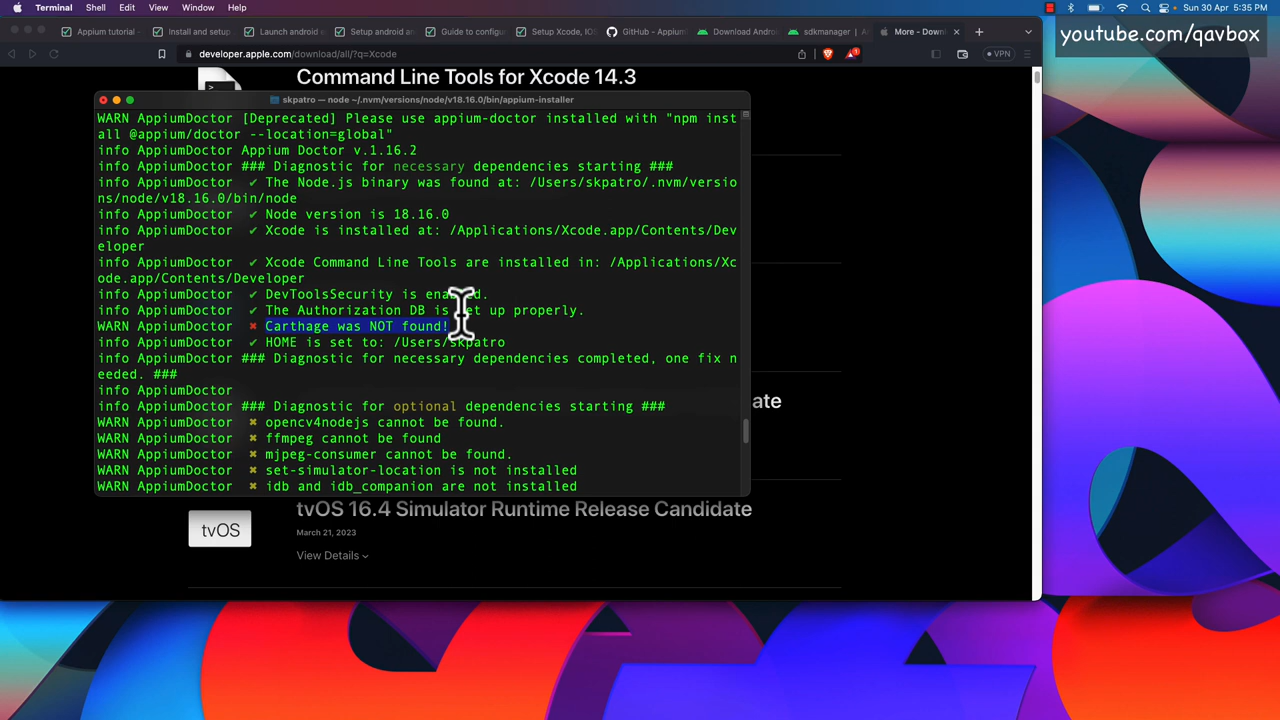 Terminal Shell Edit View Window Help Sun 30 Apr 5:35 PM
youtube.com/qavbox
Appium tutorial Install and setup Launch android Setup android an Guide to configu Setup Xcode, IOS GitHub - Appium Download Androi sdkmanager | A More - Down
developer.apple.com/download/all/?q=Xcode VPN
Command Line Tools for Xcode 14.3
skpatro — node ~/.nvm/versions/node/v18.16.0/bin/appium-installer
WARN AppiumDoctor [Deprecated] Please use appium-doctor installed with "npm inst
all @appium/doctor --location=global"
info AppiumDoctor Appium Doctor v.1.16.2
info AppiumDoctor ### Diagnostic for necessary dependencies starting ###
info AppiumDoctor ✔ The Node.js binary was found at: /Users/skpatro/.nvm/versio
ns/node/v18.16.0/bin/node
info AppiumDoctor ✔ Node version is 18.16.0
info AppiumDoctor ✔ Xcode is installed at: /Applications/Xcode.app/Contents/Dev
eloper
info AppiumDoctor ✔ Xcode Command Line Tools are installed in: /Applications/Xc
ode.app/Contents/Developer
info AppiumDoctor ✔ DevToolsSecurity is enabled.
info AppiumDoctor ✔ The Authorization DB is set up properly.
WARN AppiumDoctor ✖ Carthage was NOT found!
info AppiumDoctor ✔ HOME is set to: /Users/skpatro
info AppiumDoctor ### Diagnostic for necessary dependencies completed, one fix n
eeded. ###
info AppiumDoctor
info AppiumDoctor ### Diagnostic for optional dependencies starting ###
WARN AppiumDoctor ✖ opencv4nodejs cannot be found.
WARN AppiumDoctor ✖ ffmpeg cannot be found
WARN AppiumDoctor ✖ mjpeg-consumer cannot be found.
WARN AppiumDoctor ✖ set-simulator-location is not installed
WARN AppiumDoctor ✖ idb and idb_companion are not installed
ate
tvOS
tvOS 16.4 Simulator Runtime Release Candidate
March 21, 2023
View Details